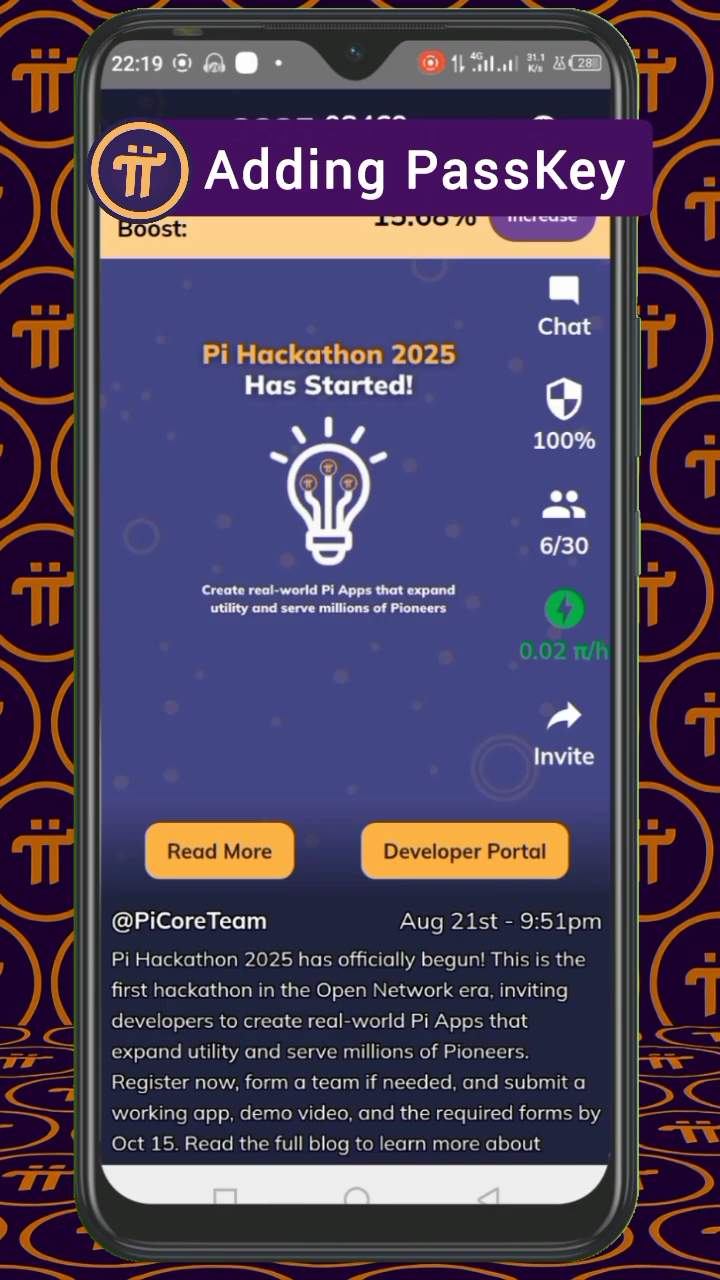 22:19
4G
31.1
K/s
28
Adding PassKey
Boost:
15.68%
Increase
Chat
Pi Hackathon 2025
Has Started!
100%
6/30
Create real-world Pi Apps that expand
utility and serve millions of Pioneers
0.02 π/h
Invite
Read More
Developer Portal
@PiCoreTeam
Aug 21st - 9:51pm
Pi Hackathon 2025 has officially begun! This is the
first hackathon in the Open Network era, inviting
developers to create real-world Pi Apps that
expand utility and serve millions of Pioneers.
Register now, form a team if needed, and submit a
working app, demo video, and the required forms by
Oct 15. Read the full blog to learn more about